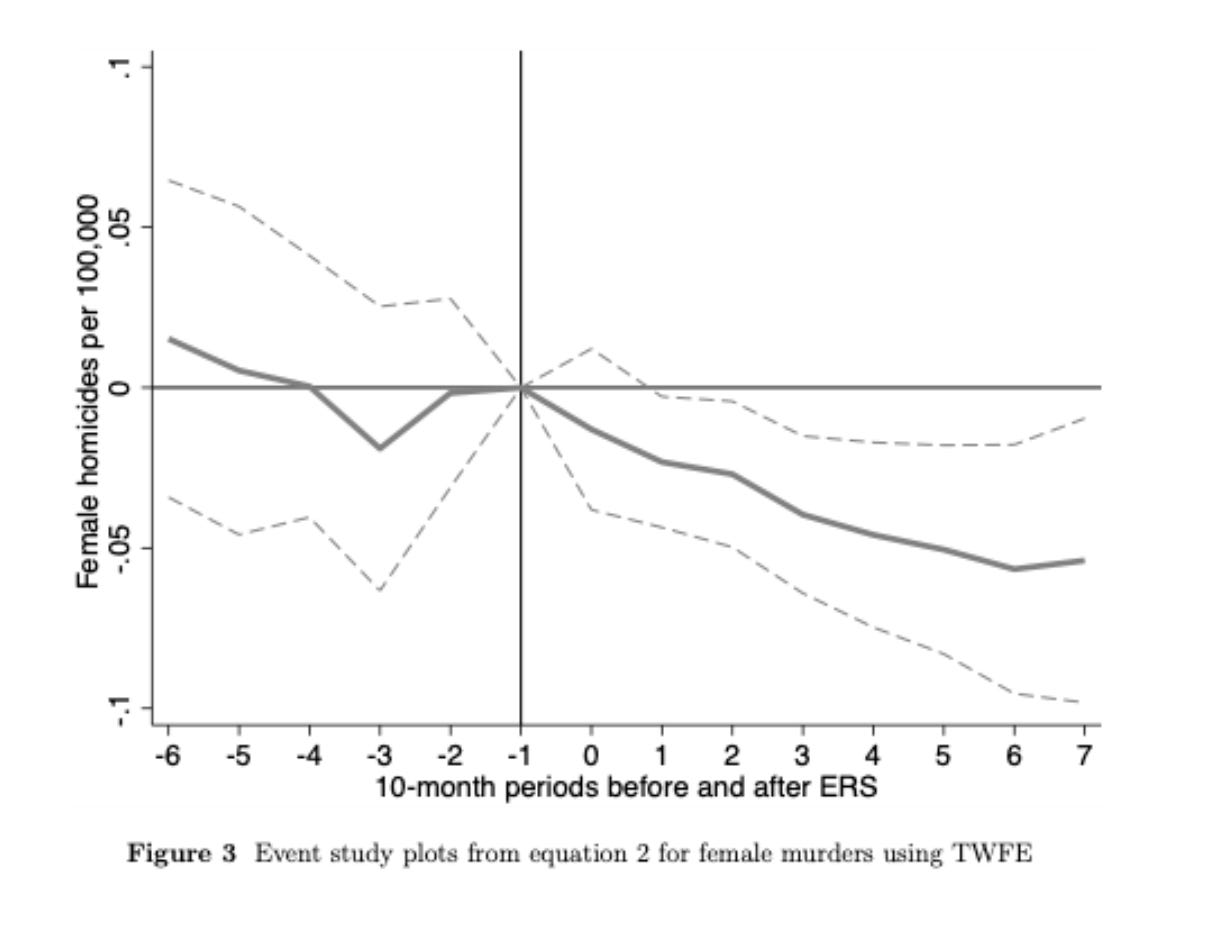 .1
.05
0
-.05
-.1
Female homicides per 100,000
-6 -5 -4 -3 -2 -1 0 1 2 3 4 5 6 7
10-month periods before and after ERS
Figure 3 Event study plots from equation 2 for female murders using TWFE